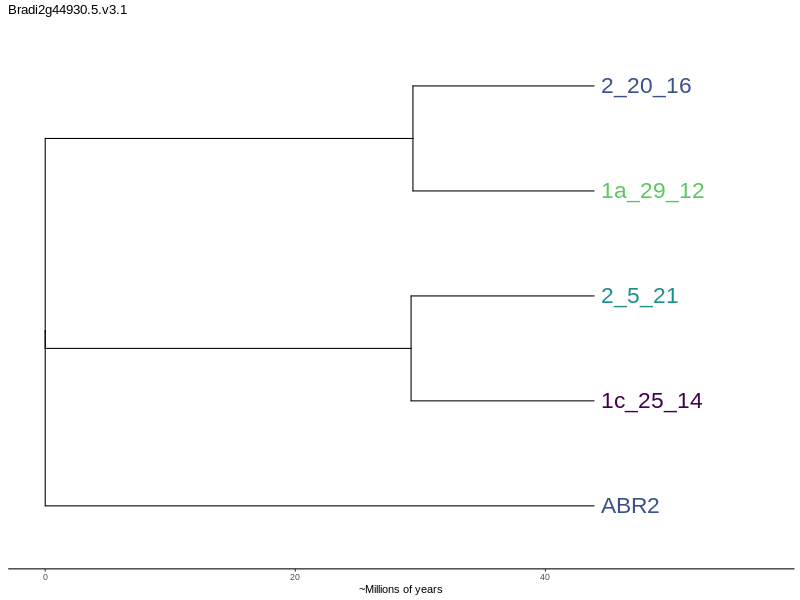 Bradi2g44930.5.v3.1
2_20_16
1a_29_12
2_5_21
1c_25_14
ABR2
0 20 40
~Millions of years